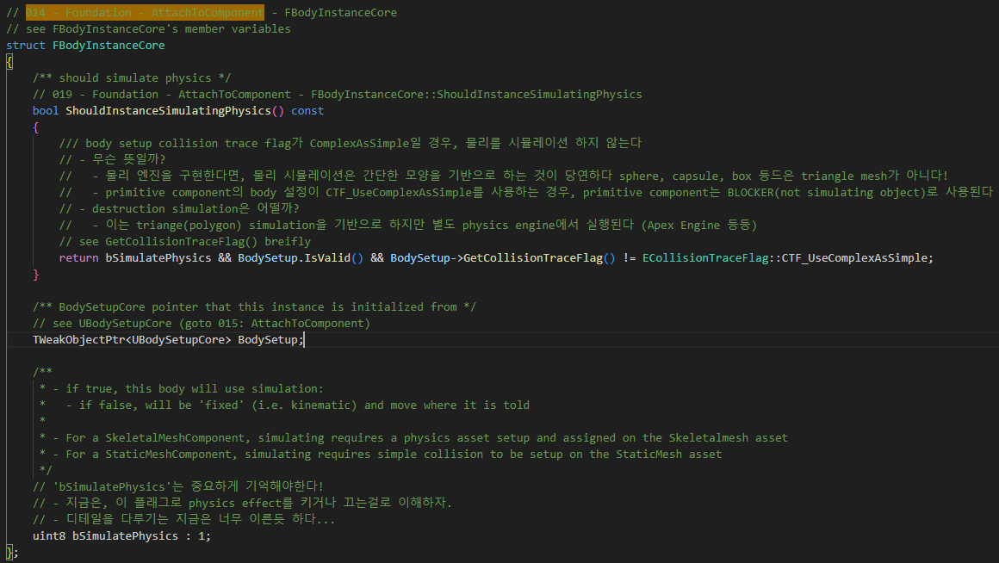 // 014 - Foundation - AttachToComponent - FBodyInstanceCore
// see FBodyInstanceCore's member variables
struct FBodyInstanceCore
{
/** should simulate physics */
// 019 - Foundation - AttachToComponent - FBodyInstanceCore::ShouldInstanceSimulatingPhysics
bool ShouldInstanceSimulatingPhysics() const
{
/// body setup collision trace flag가 ComplexAsSimple일 경우, 물리를 시뮬레이션 하지 않는다
// - 무슨 뜻일까?
//   - 물리 엔진을 구현한다면, 물리 시뮬레이션은 간단한 모양을 기반으로 하는 것이 당연하다 sphere, capsule, box 등드은 triangle mesh가 아니다!
//   - primitive component의 body 설정이 CTF_UseComplexAsSimple를 사용하는 경우, primitive component는 BLOCKER(not simulating object)로 사용된다
// - destruction simulation은 어떨까?
//   - 이는 triange(polygon) simulation을 기반으로 하지만 별도 physics engine에서 실행된다 (Apex Engine 등등)
// see GetCollisionTraceFlag() breifly
return bSimulatePhysics && BodySetup.IsValid() && BodySetup->GetCollisionTraceFlag() != ECollisionTraceFlag::CTF_UseComplexAsSimple;
}
/** BodySetupCore pointer that this instance is initialized from */
// see UBodySetupCore (goto 015: AttachToComponent)
TWeakObjectPtr<UBodySetupCore> BodySetup;
/**
* - if true, this body will use simulation:
*   - if false, will be 'fixed' (i.e. kinematic) and move where it is told
*
* - For a SkeletalMeshComponent, simulating requires a physics asset setup and assigned on the Skeletalmesh asset
* - For a StaticMeshComponent, simulating requires simple collision to be setup on the StaticMesh asset
*/
// 'bSimulatePhysics'는 중요하게 기억해야한다!
// - 지금은, 이 플래그로 physics effect를 키거나 끄는걸로 이해하자.
// - 디테일을 다루기는 지금은 너무 이른듯 하다...
uint8 bSimulatePhysics : 1;
};